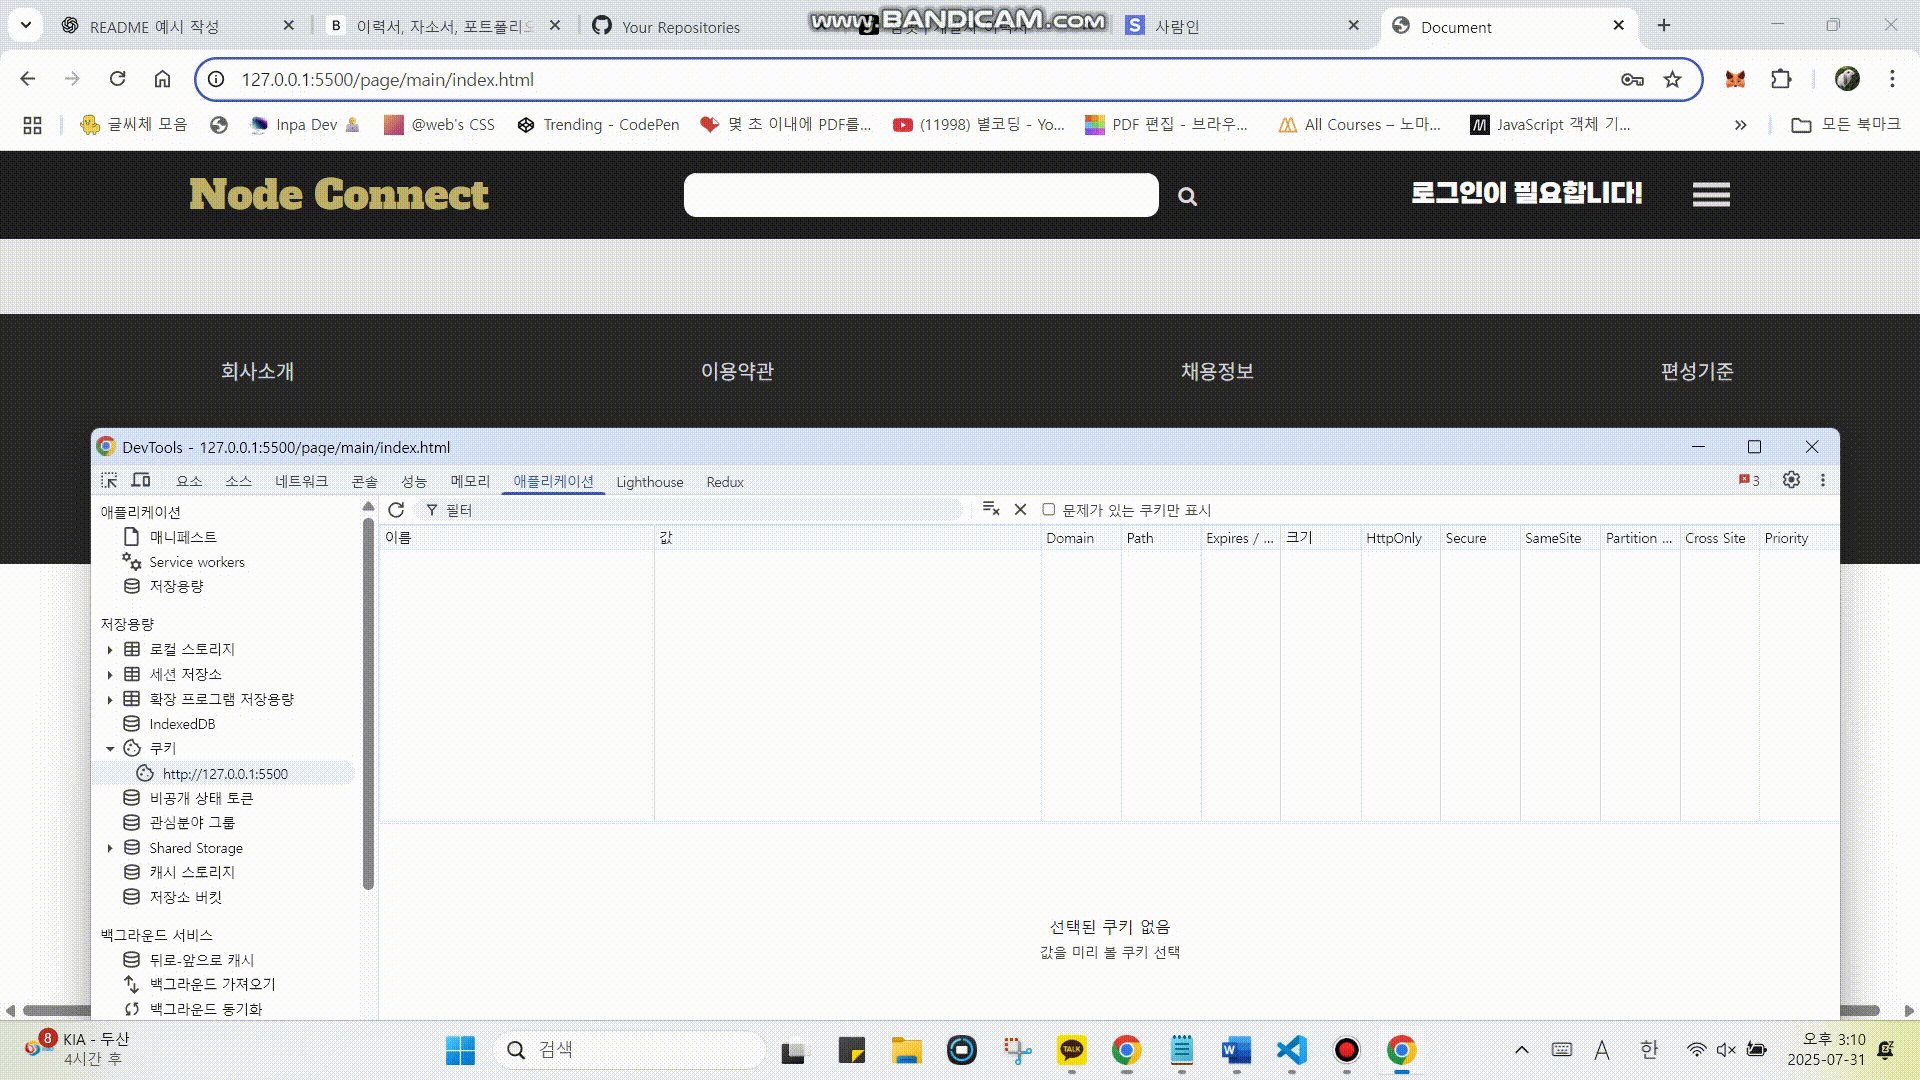 README 예시 작성
이력서, 자소서, 포트폴리오
Your Repositories
www.BANDICAM.com
사람인
Document
127.0.0.1:5500/page/main/index.html
글씨체 모음
Inpa Dev
@web's CSS
Trending - CodePen
몇 초 이내에 PDF를...
(11998) 별코딩 - Yo...
PDF 편집 - 브라우...
All Courses – 노마...
JavaScript 객체 기...
모든 북마크
Node Connect
로그인이 필요합니다!
회사소개
이용약관
채용정보
편성기준
DevTools - 127.0.0.1:5500/page/main/index.html
요소
소스
네트워크
콘솔
성능
메모리
애플리케이션
Lighthouse
Redux
3
애플리케이션
매니페스트
Service workers
저장용량
저장용량
로컬 스토리지
세션 저장소
확장 프로그램 저장용량
IndexedDB
쿠키
http://127.0.0.1:5500
비공개 상태 토큰
관심분야 그룹
Shared Storage
캐시 스토리지
저장소 버킷
백그라운드 서비스
뒤로-앞으로 캐시
백그라운드 가져오기
백그라운드 동기화
필터
문제가 있는 쿠키만 표시
이름
값
Domain
Path
Expires / ...
크기
HttpOnly
Secure
SameSite
Partition ...
Cross Site
Priority
선택된 쿠키 없음
값을 미리 볼 쿠키 선택
8
KIA - 두산
4시간 후
검색
TALK
A
한
오후 3:10
2025-07-31